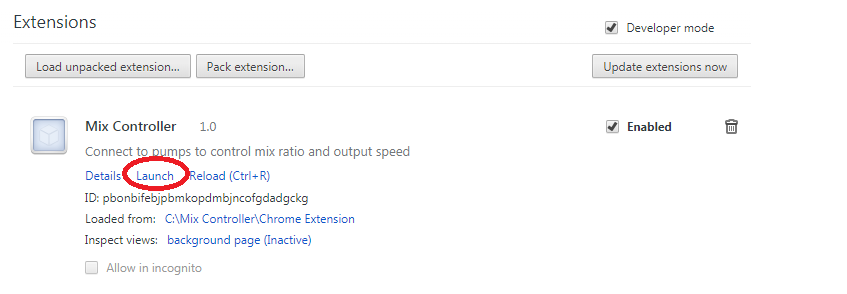 Extensions
Developer mode
Load unpacked extension... Pack extension... Update extensions now
Mix Controller 1.0 Enabled
Connect to pumps to control mix ratio and output speed
Details Launch Reload (Ctrl+R)
ID: pbonbifebjpbmkopdmbjncofgdadgckg
Loaded from: C:\Mix Controller\Chrome Extension
Inspect views: background page (Inactive)
Allow in incognito